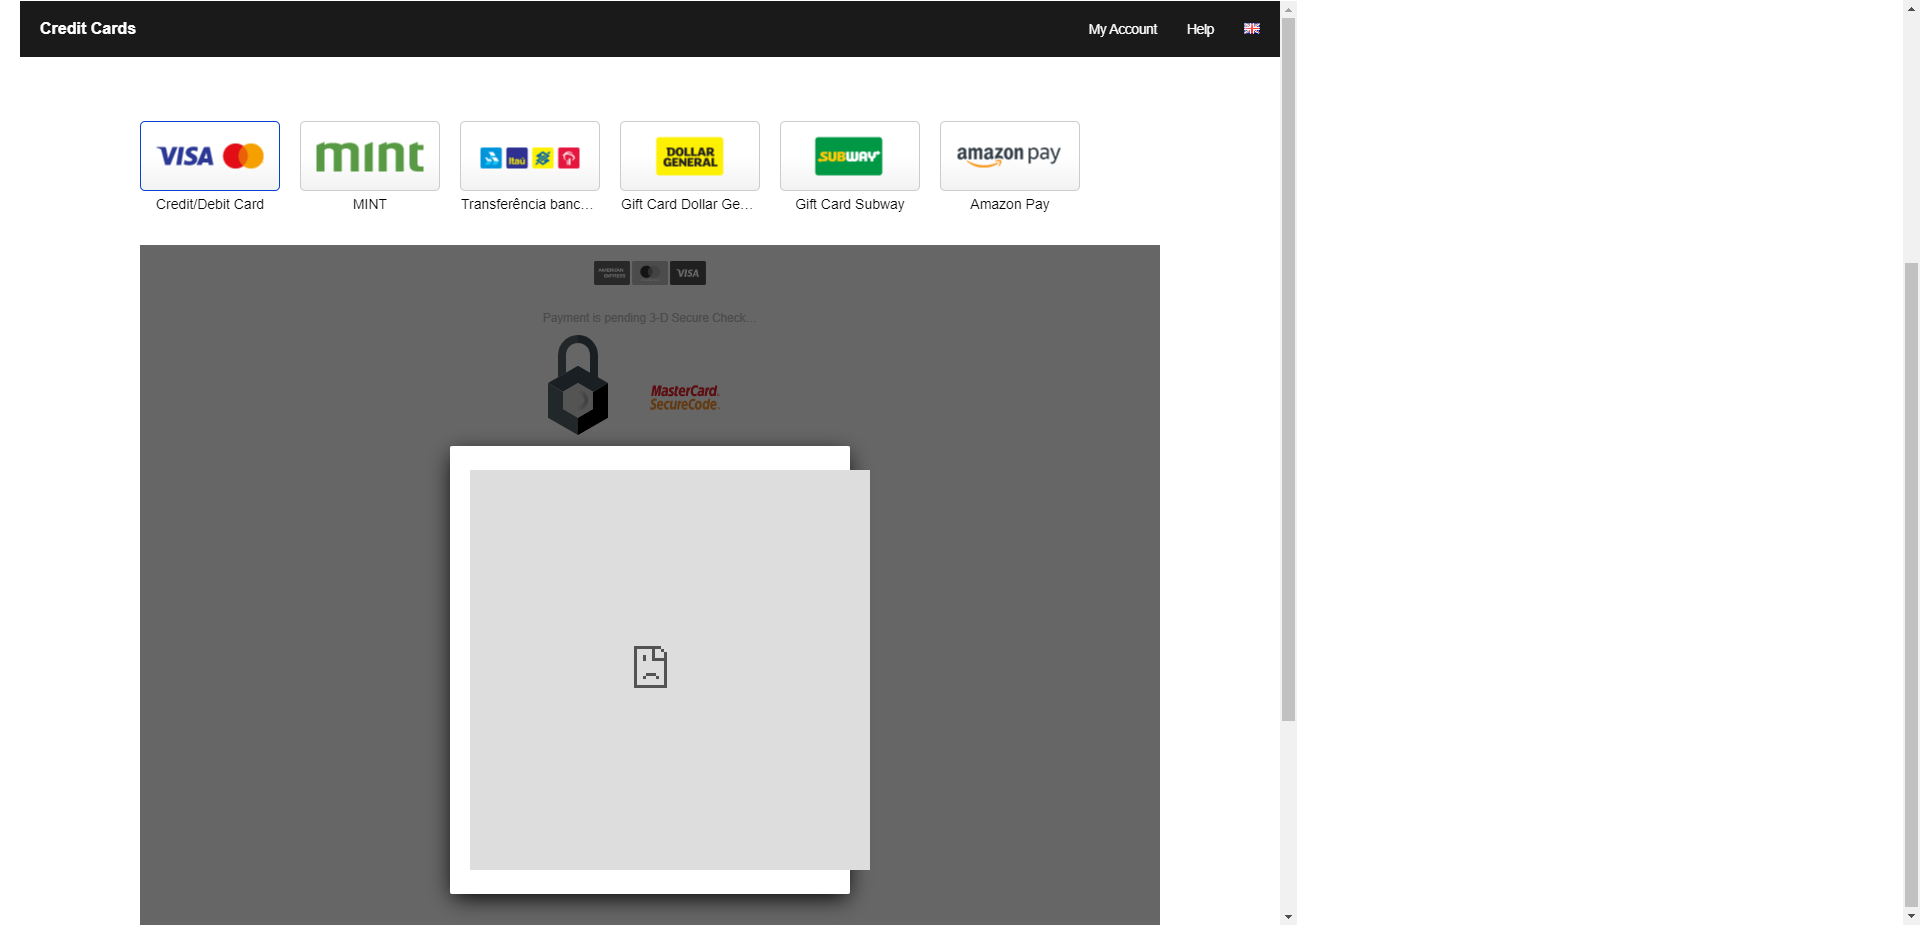 Credit Cards
My Account Help
VISA
mint
Itaú
DOLLAR
GENERAL
SUBWAY
amazon pay
Credit/Debit Card
MINT
Transferência banc...
Gift Card Dollar Ge...
Gift Card Subway
Amazon Pay
AMERICAN
EXPRESS
VISA
Payment is pending 3-D Secure Check...
MasterCard.
SecureCode.